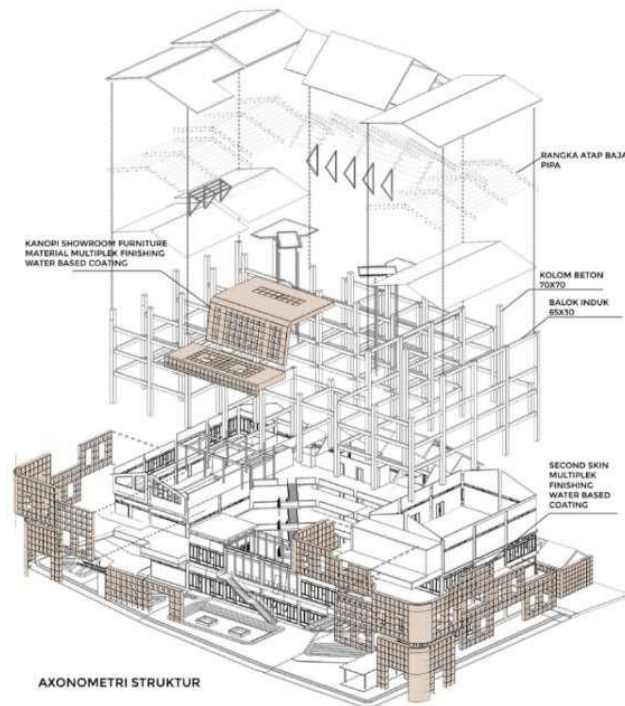 RANGKA ATAP BAJA
PIPA
KANOPI SHOWROOM FURNITURE
MATERIAL MULTIPLEK FINISHING
WATER BASED COATING
KOLOM BETON
70X70
BALOK INDUK
65X30
SECOND SKIN
MULTIPLEK
FINISHING
WATER BASED
COATING
AXONOMETRI STRUKTUR